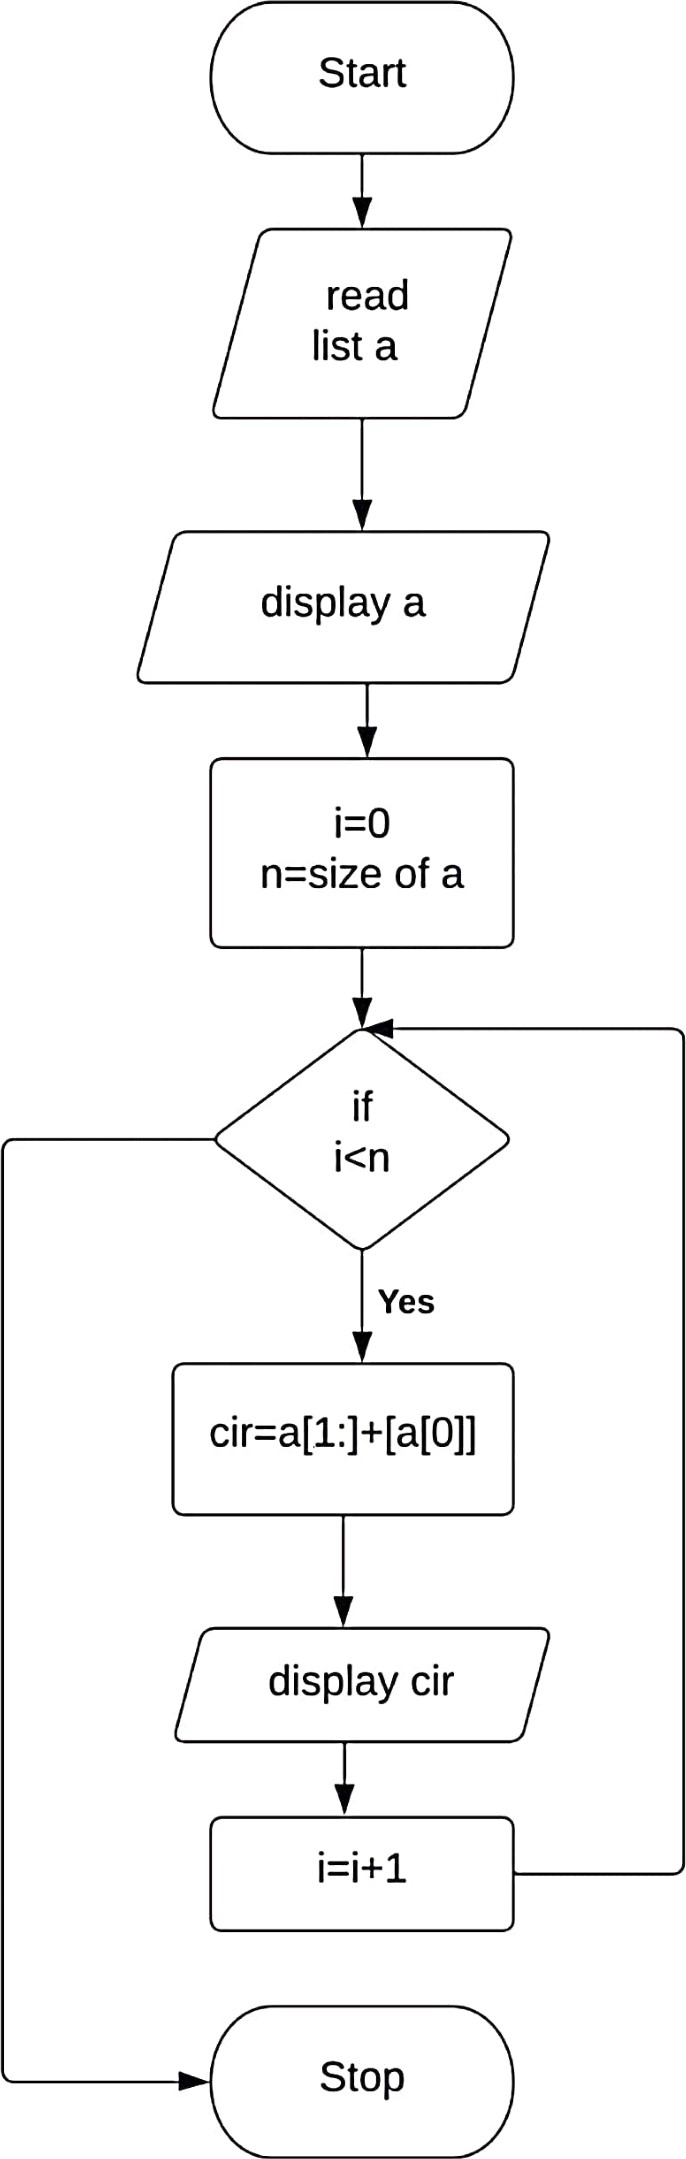 Start
read
list a
display a
i=0
n=size of a
if
i<n
Yes
cir=a[1:]+[a[0]]
display cir
i=i+1
Stop